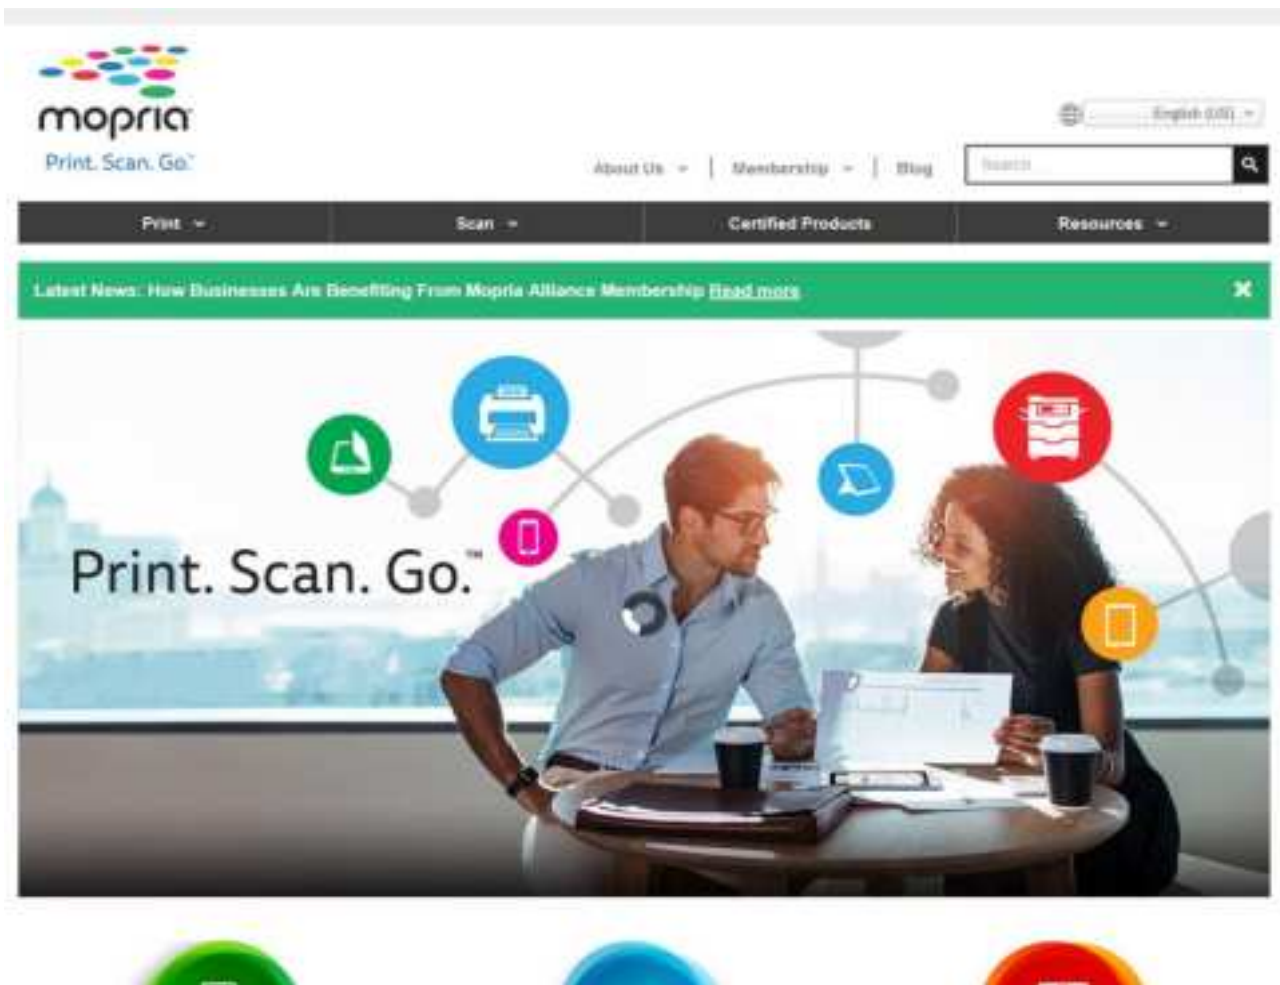 mopria
Print. Scan. Go.™
English (US)
About Us | Membership | Blog
Search
Print
Scan
Certified Products
Resources
Latest News: How Businesses Are Benefiting From Mopria Alliance Membership Read more
Print. Scan. Go.™